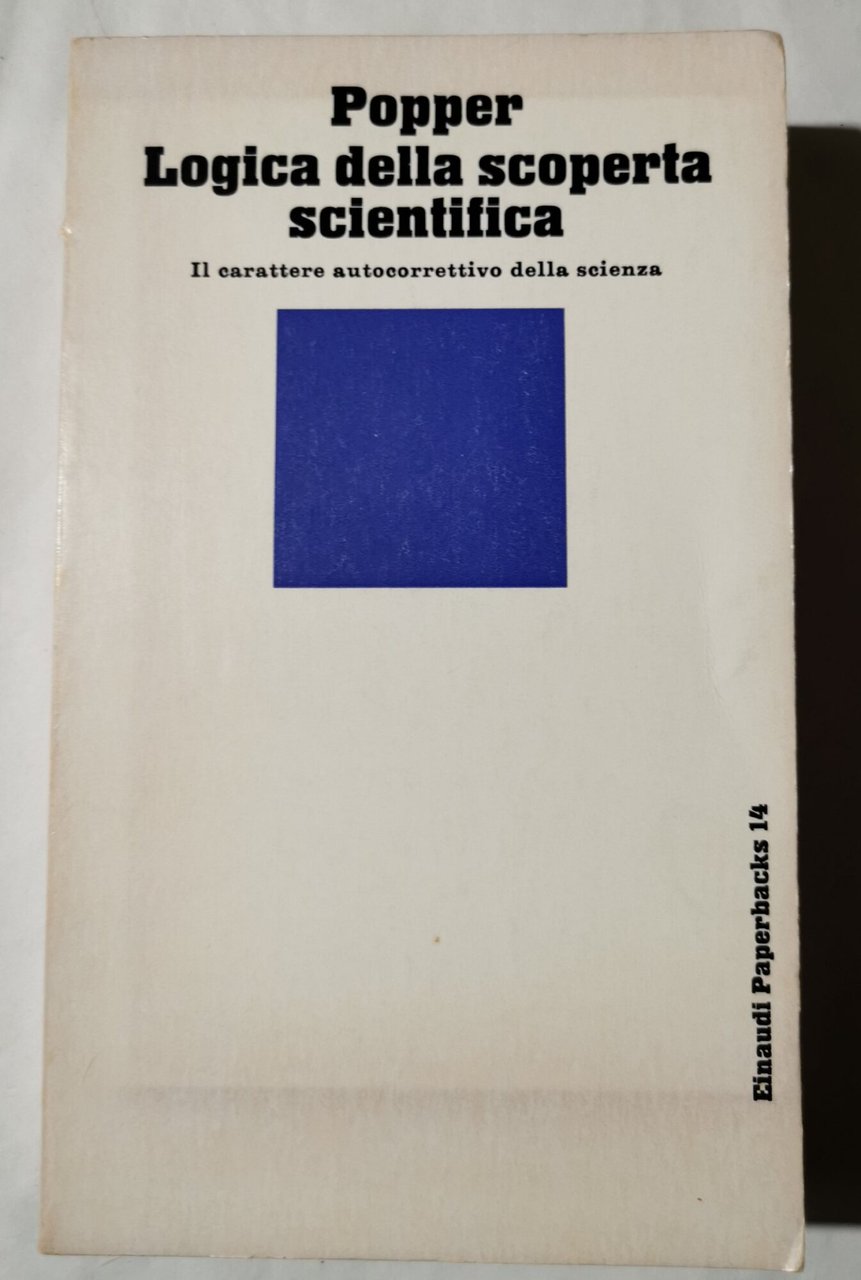 Popper
Logica della scoperta
scientifica
Il carattere autocorrettivo della scienza
Einaudi Paperbacks 14